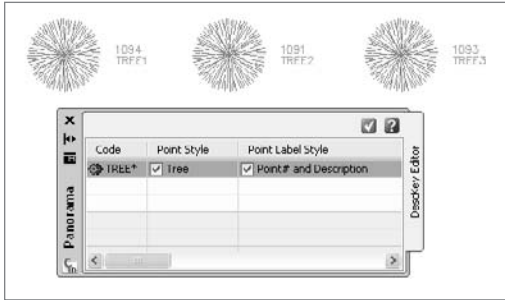 1094
TREE1
1091
TREE2
1093
TREE3
Code Point Style Point Label Style
TREE* Tree Point# and Description
DescKey Editor
Panorama